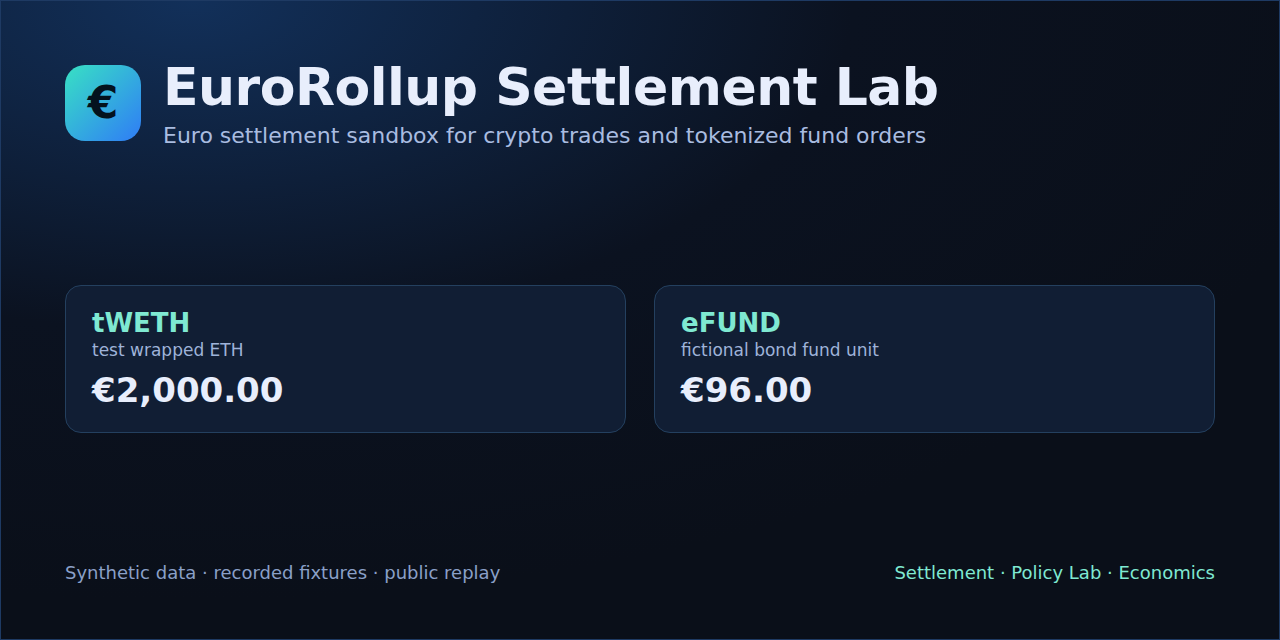 €
EuroRollup Settlement Lab
Euro settlement sandbox for crypto trades and tokenized fund orders
tWETH
test wrapped ETH
€2,000.00
eFUND
fictional bond fund unit
€96.00
Synthetic data · recorded fixtures · public replay
Settlement · Policy Lab · Economics